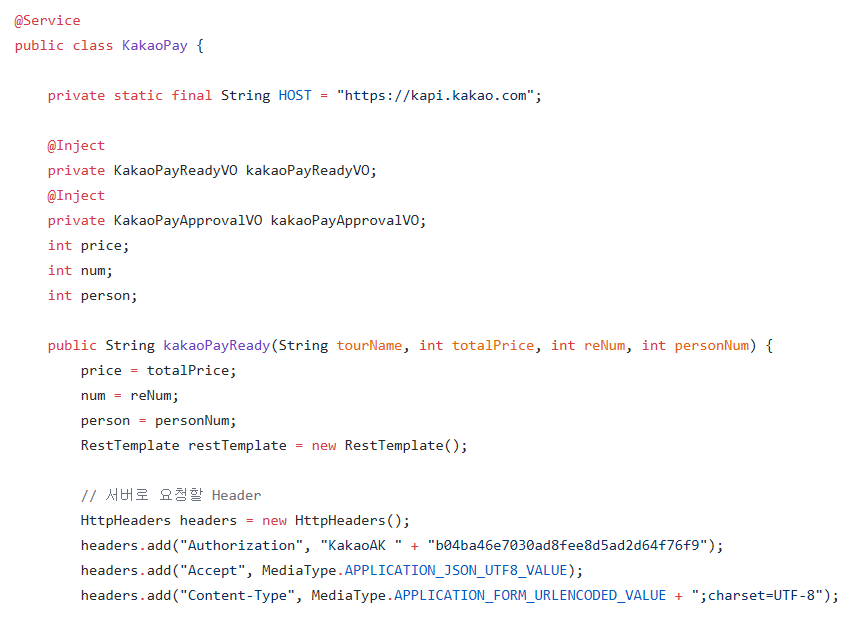 @Service
public class KakaoPay {
private static final String HOST = "https://kapi.kakao.com";
@Inject
private KakaoPayReadyVO kakaoPayReadyVO;
@Inject
private KakaoPayApprovalVO kakaoPayApprovalVO;
int price;
int num;
int person;
public String kakaoPayReady(String tourName, int totalPrice, int reNum, int personNum) {
price = totalPrice;
num = reNum;
person = personNum;
RestTemplate restTemplate = new RestTemplate();
// 서버로 요청할 Header
HttpHeaders headers = new HttpHeaders();
headers.add("Authorization", "KakaoAK " + "b04ba46e7030ad8fee8d5ad2d64f76f9");
headers.add("Accept", MediaType.APPLICATION_JSON_UTF8_VALUE);
headers.add("Content-Type", MediaType.APPLICATION_FORM_URLENCODED_VALUE + ";charset=UTF-8");